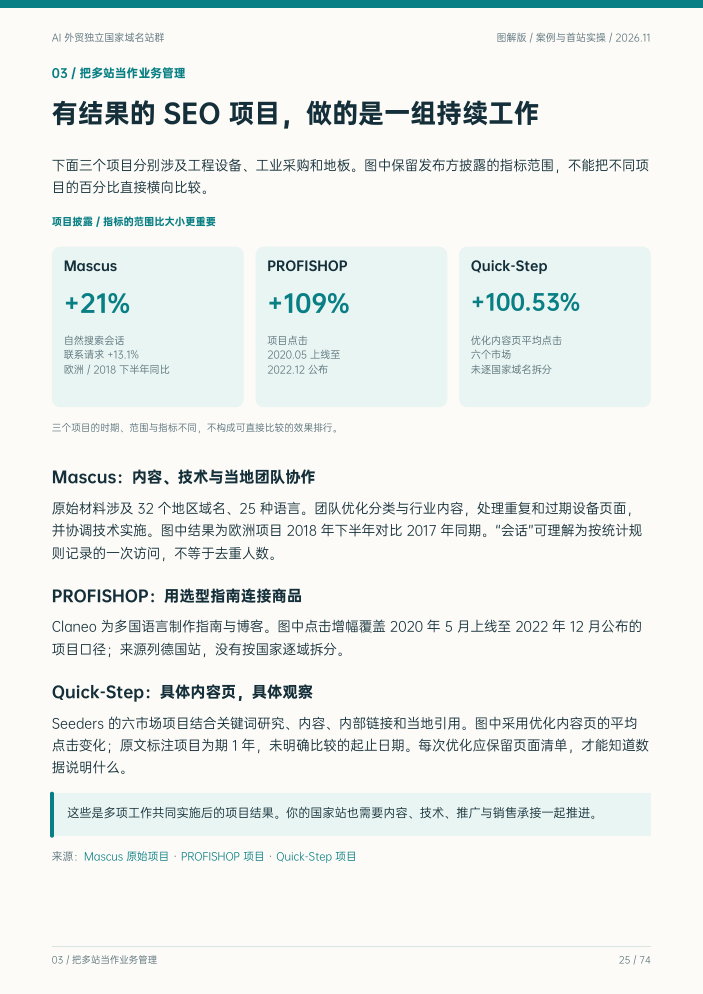 AI 外贸独立国家域名站群
图解版 / 案例与首站实操 / 2026.11
03 / 把多站当作业务管理
有结果的 SEO 项目，做的是一组持续工作
下面三个项目分别涉及工程设备、工业采购和地板。图中保留发布方披露的指标范围，不能把不同项
目的百分比直接横向比较。
项目披露 / 指标的范围比大小更重要
Mascus
+21%
自然搜索会话
联系请求 +13.1%
欧洲 / 2018 下半年同比
PROFISHOP
+109%
项目点击
2020.05 上线至
2022.12 公布
Quick-Step
+100.53%
优化内容页平均点击
六个市场
未逐国家域名拆分
三个项目的时期、范围与指标不同，不构成可直接比较的效果排行。
Mascus：内容、技术与当地团队协作
原始材料涉及 32 个地区域名、25 种语言。团队优化分类与行业内容，处理重复和过期设备页面，
并协调技术实施。图中结果为欧洲项目 2018 年下半年对比 2017 年同期。“会话”可理解为按统计规
则记录的一次访问，不等于去重人数。
PROFISHOP：用选型指南连接商品
Claneo 为多国语言制作指南与博客。图中点击增幅覆盖 2020 年 5 月上线至 2022 年 12 月公布的
项目口径；来源列德国站，没有按国家逐域拆分。
Quick-Step：具体内容页，具体观察
Seeders 的六市场项目结合关键词研究、内容、内部链接和当地引用。图中采用优化内容页的平均
点击变化；原文标注项目为期 1 年，未明确比较的起止日期。每次优化应保留页面清单，才能知道数
据说明什么。
这些是多项工作共同实施后的项目结果。你的国家站也需要内容、技术、推广与销售承接一起推进。
来源：Mascus 原始项目 · PROFISHOP 项目 · Quick-Step 项目
03 / 把多站当作业务管理
25 / 74